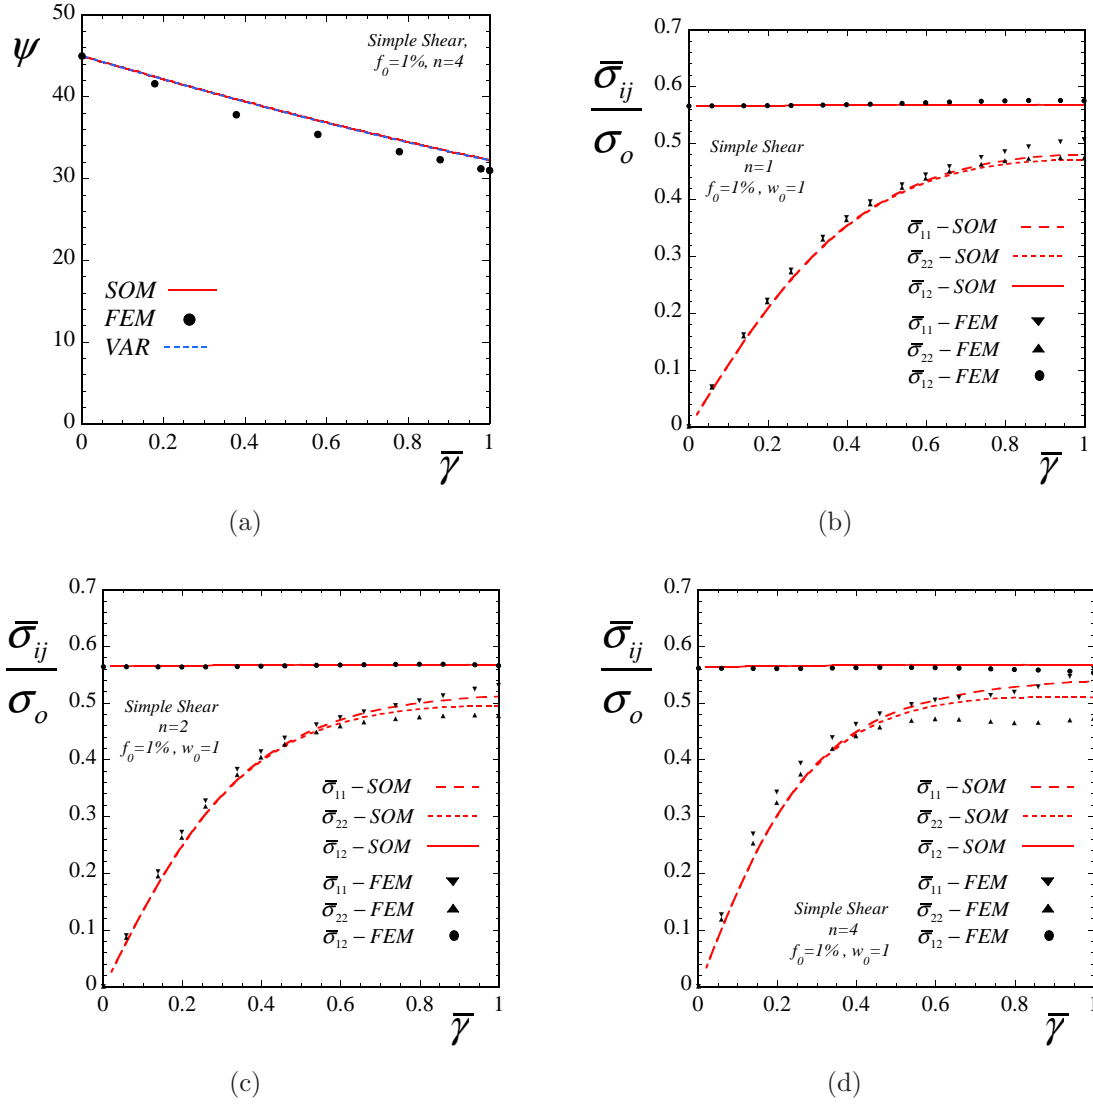 ψ
50
40
30
20
10
0
0 0.2 0.4 0.6 0.8 1
γ̅
Simple Shear,
f₀=1%, n=4
SOM
FEM
VAR
(a)
σ̅ij
σo
0.7
0.6
0.5
0.4
0.3
0.2
0.1
0
0 0.2 0.4 0.6 0.8 1
γ̅
Simple Shear
n=1
f₀=1%, w₀=1
σ̅₁₁ – SOM
σ̅₂₂ – SOM
σ̅₁₂ – SOM
σ̅₁₁ – FEM
σ̅₂₂ – FEM
σ̅₁₂ – FEM
(b)
σ̅ij
σo
0.7
0.6
0.5
0.4
0.3
0.2
0.1
0
0 0.2 0.4 0.6 0.8 1
γ̅
Simple Shear
n=2
f₀=1% , w₀=1
σ̅₁₁ – SOM
σ̅₂₂ – SOM
σ̅₁₂ – SOM
σ̅₁₁ – FEM
σ̅₂₂ – FEM
σ̅₁₂ – FEM
(c)
σ̅ij
σo
0.7
0.6
0.5
0.4
0.3
0.2
0.1
0
0 0.2 0.4 0.6 0.8 1
γ̅
σ̅₁₁ – SOM
σ̅₂₂ – SOM
σ̅₁₂ – SOM
σ̅₁₁ – FEM
σ̅₂₂ – FEM
σ̅₁₂ – FEM
Simple Shear
n=4
f₀=1% , w₀=1
(d)